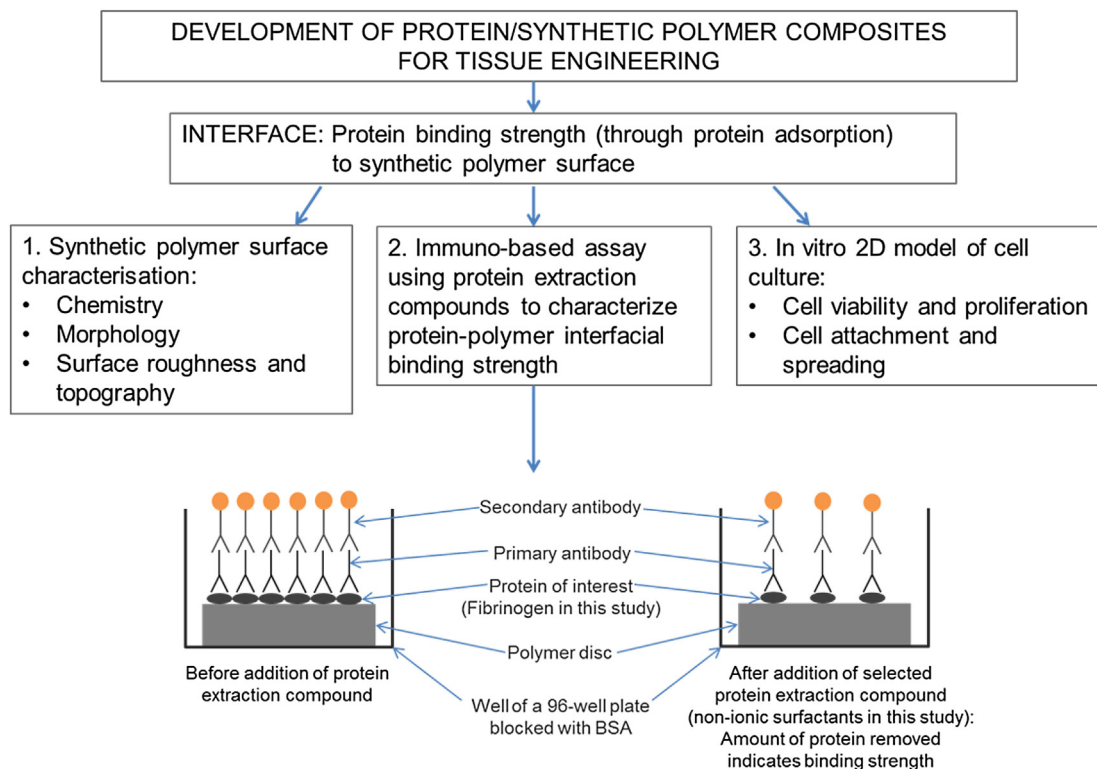 DEVELOPMENT OF PROTEIN/SYNTHETIC POLYMER COMPOSITES
FOR TISSUE ENGINEERING
INTERFACE: Protein binding strength (through protein adsorption)
to synthetic polymer surface
1. Synthetic polymer surface
characterisation:
• Chemistry
• Morphology
• Surface roughness and
topography
2. Immuno-based assay
using protein extraction
compounds to characterize
protein-polymer interfacial
binding strength
3. In vitro 2D model of cell
culture:
• Cell viability and proliferation
• Cell attachment and
spreading
Secondary antibody
Primary antibody
Protein of interest
(Fibrinogen in this study)
Polymer disc
Well of a 96-well plate
blocked with BSA
Before addition of protein
extraction compound
After addition of selected
protein extraction compound
(non-ionic surfactants in this study):
Amount of protein removed
indicates binding strength